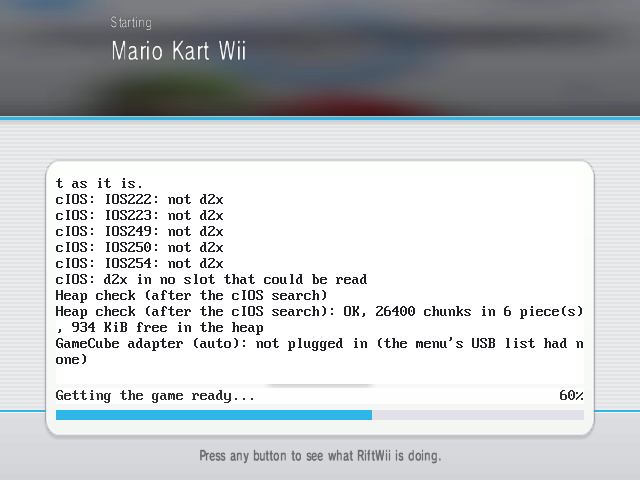 Starting
Mario Kart Wii
t as it is.
cIOS: IOS222: not d2x
cIOS: IOS223: not d2x
cIOS: IOS249: not d2x
cIOS: IOS250: not d2x
cIOS: IOS254: not d2x
cIOS: d2x in no slot that could be read
Heap check (after the cIOS search)
Heap check (after the cIOS search): OK, 26400 chunks in 6 piece(s)
, 934 KiB free in the heap
GameCube adapter (auto): not plugged in (the menu's USB list had n
one)
Getting the game ready... 60%
Press any button to see what RiftWii is doing.